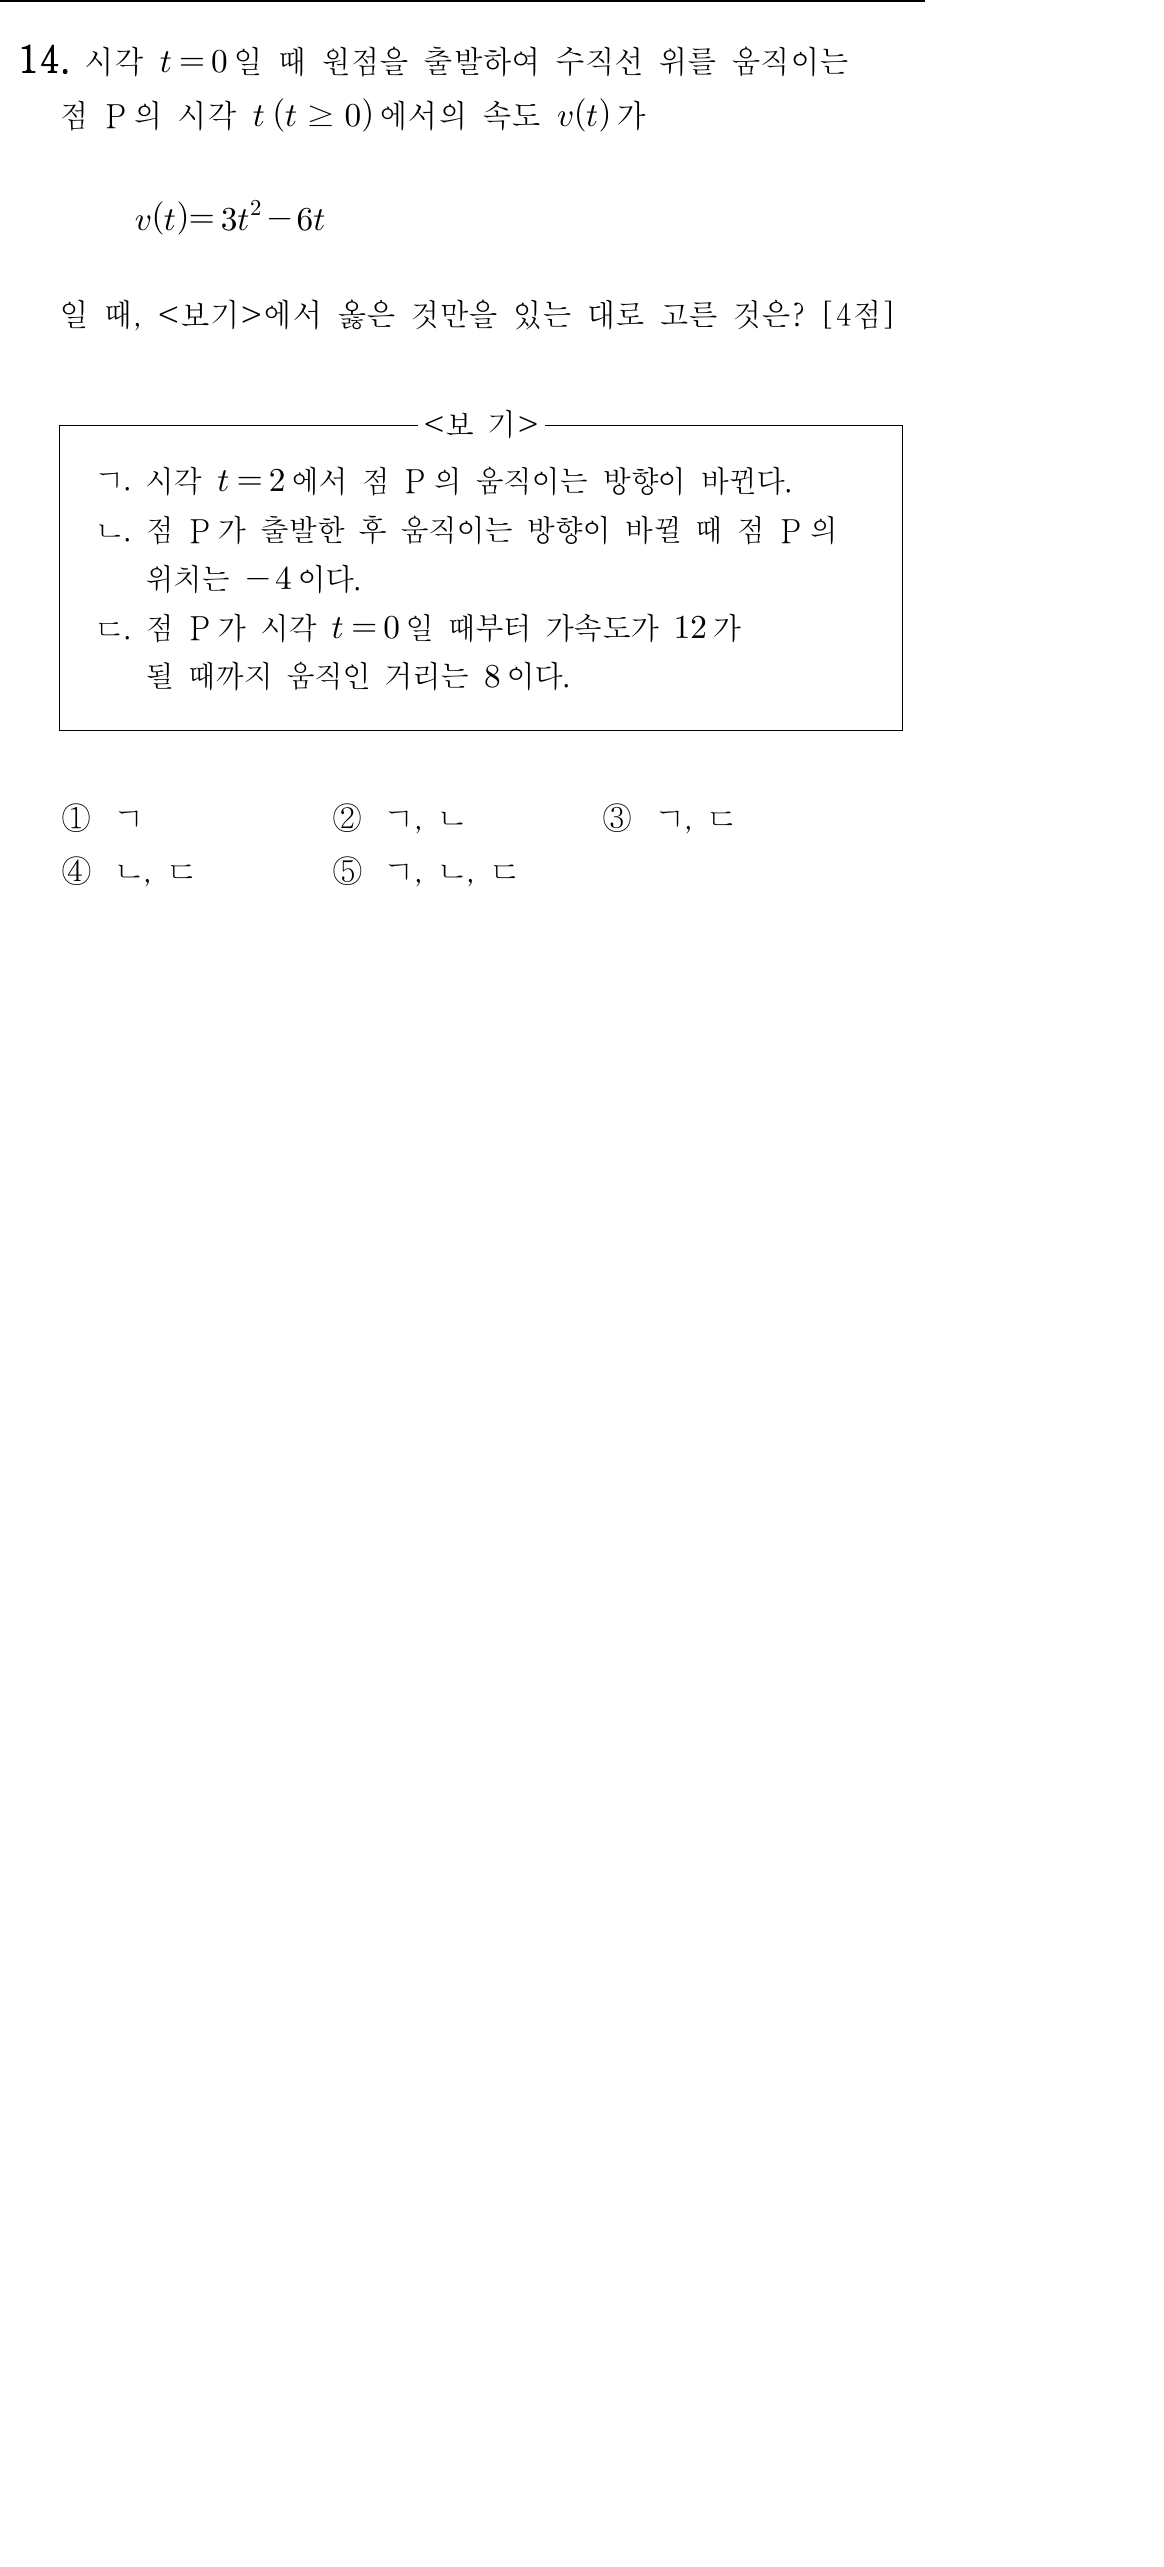 14. 시각 t=0일 때 원점을 출발하여 수직선 위를 움직이는
점 P의 시각 t (t ≥ 0)에서의 속도 v(t)가
v(t)=3t²-6t
일 때, <보기>에서 옳은 것만을 있는 대로 고른 것은? [4점]
<보 기>
ㄱ. 시각 t=2에서 점 P의 움직이는 방향이 바뀐다.
ㄴ. 점 P가 출발한 후 움직이는 방향이 바뀔 때 점 P의
위치는 -4이다.
ㄷ. 점 P가 시각 t=0일 때부터 가속도가 12가
될 때까지 움직인 거리는 8이다.
① ㄱ ② ㄱ, ㄴ ③ ㄱ, ㄷ
④ ㄴ, ㄷ ⑤ ㄱ, ㄴ, ㄷ